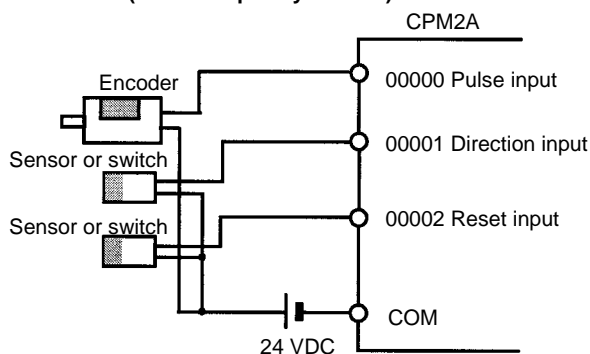 CPM2A
Encoder
00000 Pulse input
00001 Direction input
Sensor or switch
00002 Reset input
Sensor or switch
COM
24 VDC